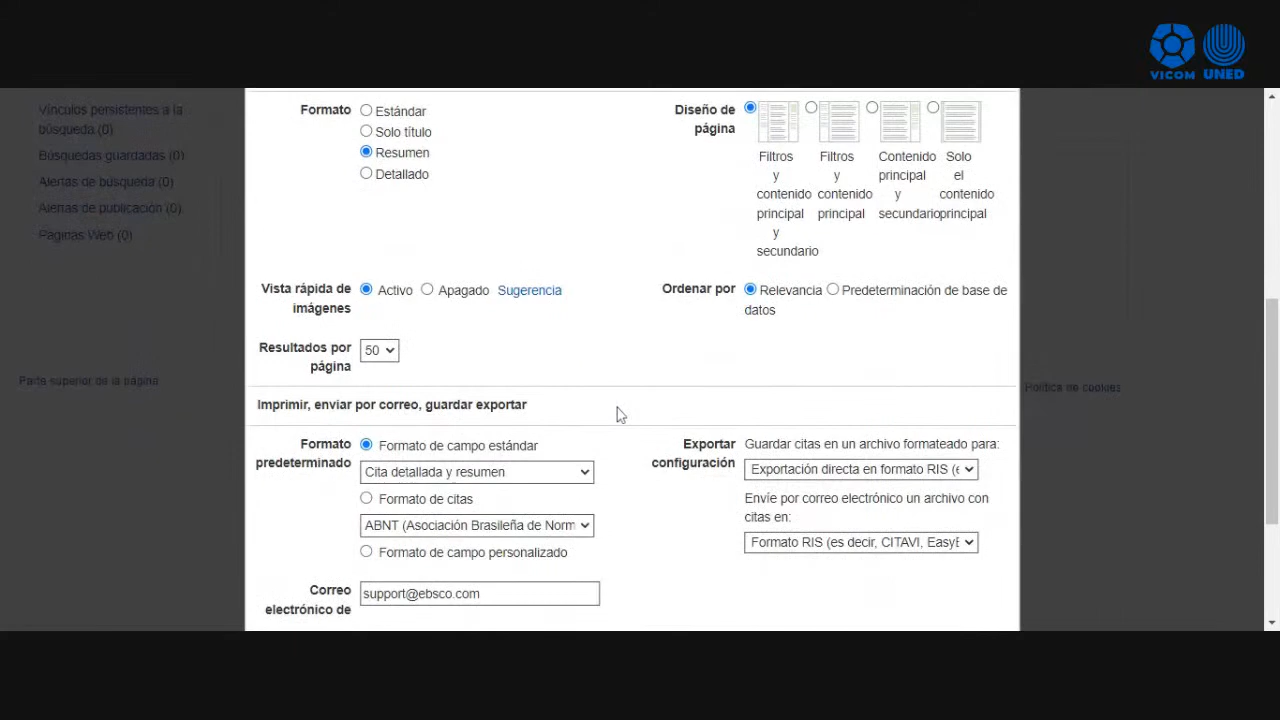 VICOM UNED
Vínculos persistentes a la
búsqueda (0)
Búsquedas guardadas (0)
Alertas de búsqueda (0)
Alertas de publicación (0)
Páginas Web (0)
Parte superior de la página
Formato
Estándar
Solo título
Resumen
Detallado
Diseño de
página
Filtros
y
contenido
principal
y
secundario
Filtros
y
contenido
principal
Contenido
principal
y
secundario
Solo
el
contenido
principal
Vista rápida de
imágenes
Activo Apagado Sugerencia
Ordenar por
Relevancia Predeterminación de base de
datos
Resultados por
página
50
Imprimir, enviar por correo, guardar exportar
Formato
predeterminado
Formato de campo estándar
Cita detallada y resumen
Formato de citas
ABNT (Asociación Brasileña de Norm
Formato de campo personalizado
Exportar
configuración
Guardar citas en un archivo formateado para:
Exportación directa en formato RIS (e
Envíe por correo electrónico un archivo con
citas en:
Formato RIS (es decir, CITAVI, EasyB
Correo
electrónico de
support@ebsco.com
Política de cookies